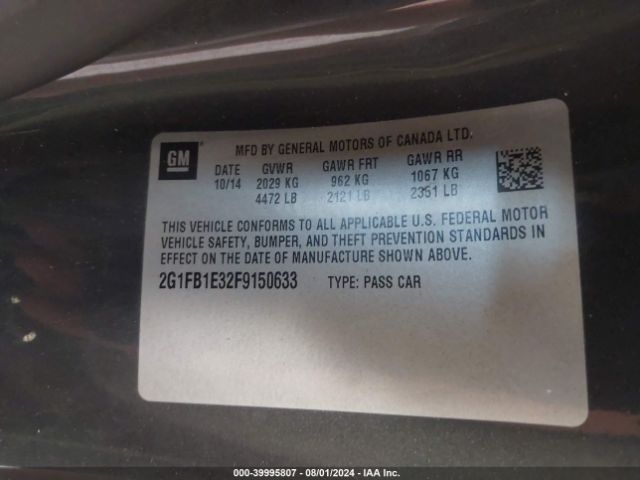 GM
MFD BY GENERAL MOTORS OF CANADA LTD.
DATE GVWR GAWR FRT GAWR RR
10/14 2029 KG 962 KG 1067 KG
4472 LB 2121 LB 2351 LB
THIS VEHICLE CONFORMS TO ALL APPLICABLE U.S. FEDERAL MOTOR
VEHICLE SAFETY, BUMPER, AND THEFT PREVENTION STANDARDS IN
EFFECT ON THE DATE OF MANUFACTURE SHOWN ABOVE.
2G1FB1E32F9150633 TYPE: PASS CAR
000-39995807 - 08/01/2024 - IAA Inc.